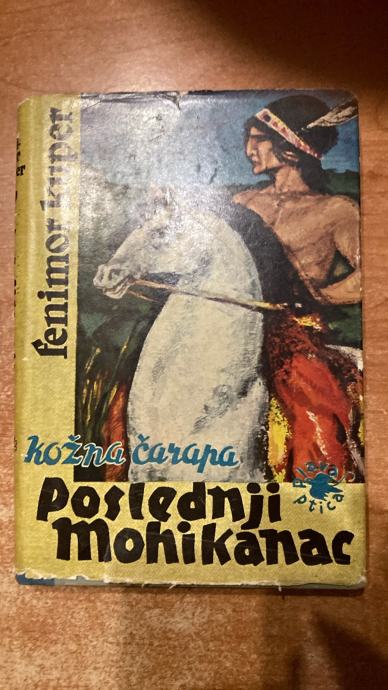 fenimor kuper
kožna čarapa
Poslednji
Mohikanac
plava
ptica